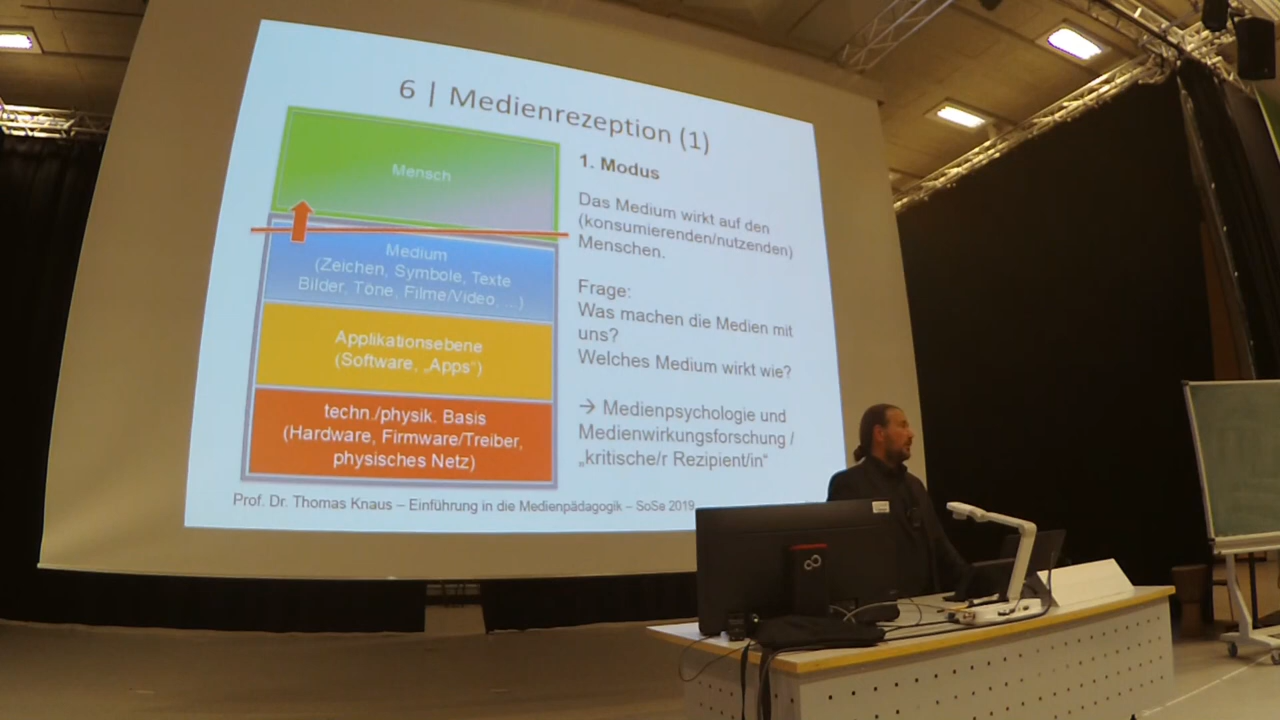 6 | Medienrezeption (1)
Mensch
Medium
(Zeichen, Symbole, Texte
Bilder, Töne, Filme/Video, ...)
Applikationsebene
(Software, „Apps“)
techn./physik. Basis
(Hardware, Firmware/Treiber,
physisches Netz)
1. Modus
Das Medium wirkt auf den
(konsumierenden/nutzenden)
Menschen.
Frage:
Was machen die Medien mit
uns?
Welches Medium wirkt wie?
→ Medienpsychologie und
Medienwirkungsforschung /
„kritische/r Rezipient/in“
Prof. Dr. Thomas Knaus – Einführung in die Medienpädagogik – SoSe 2019